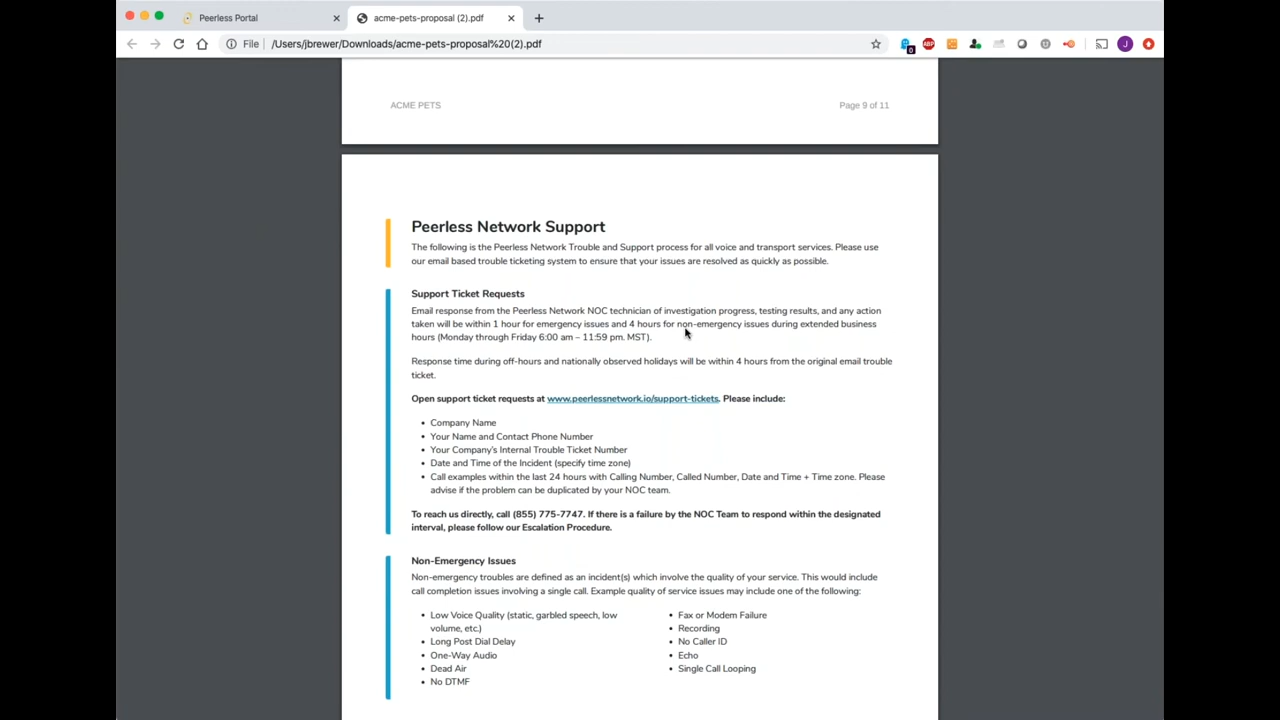 Peerless Portal
acme-pets-proposal (2).pdf
File
/Users/jbrewer/Downloads/acme-pets-proposal%20(2).pdf
0
ABP
J
ACME PETS
Page 9 of 11
Peerless Network Support
The following is the Peerless Network Trouble and Support process for all voice and transport services. Please use
our email based trouble ticketing system to ensure that your issues are resolved as quickly as possible.
Support Ticket Requests
Email response from the Peerless Network NOC technician of investigation progress, testing results, and any action
taken will be within 1 hour for emergency issues and 4 hours for non-emergency issues during extended business
hours (Monday through Friday 6:00 am – 11:59 pm. MST).
Response time during off-hours and nationally observed holidays will be within 4 hours from the original email trouble
ticket.
Open support ticket requests at www.peerlessnetwork.io/support-tickets. Please include:
• Company Name
• Your Name and Contact Phone Number
• Your Company's Internal Trouble Ticket Number
• Date and Time of the Incident (specify time zone)
• Call examples within the last 24 hours with Calling Number, Called Number, Date and Time + Time zone. Please
advise if the problem can be duplicated by your NOC team.
To reach us directly, call (855) 775-7747. If there is a failure by the NOC Team to respond within the designated
interval, please follow our Escalation Procedure.
Non-Emergency Issues
Non-emergency troubles are defined as an incident(s) which involve the quality of your service. This would include
call completion issues involving a single call. Example quality of service issues may include one of the following:
• Low Voice Quality (static, garbled speech, low
volume, etc.)
• Long Post Dial Delay
• One-Way Audio
• Dead Air
• No DTMF
• Fax or Modem Failure
• Recording
• No Caller ID
• Echo
• Single Call Looping